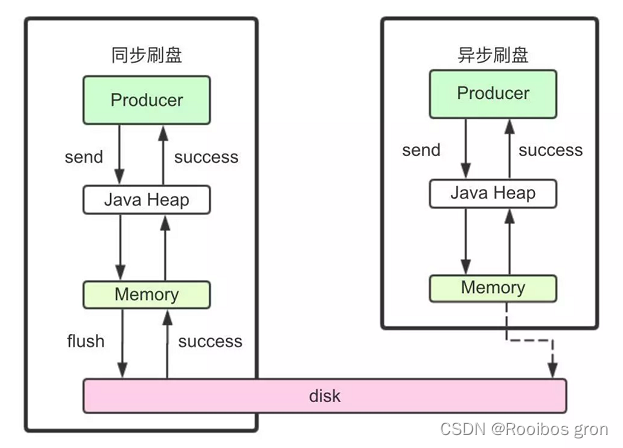 同步刷盘
Producer
send
success
Java Heap
Memory
flush
success
异步刷盘
Producer
send
success
Java Heap
Memory
disk
CSDN @Rooibos gron